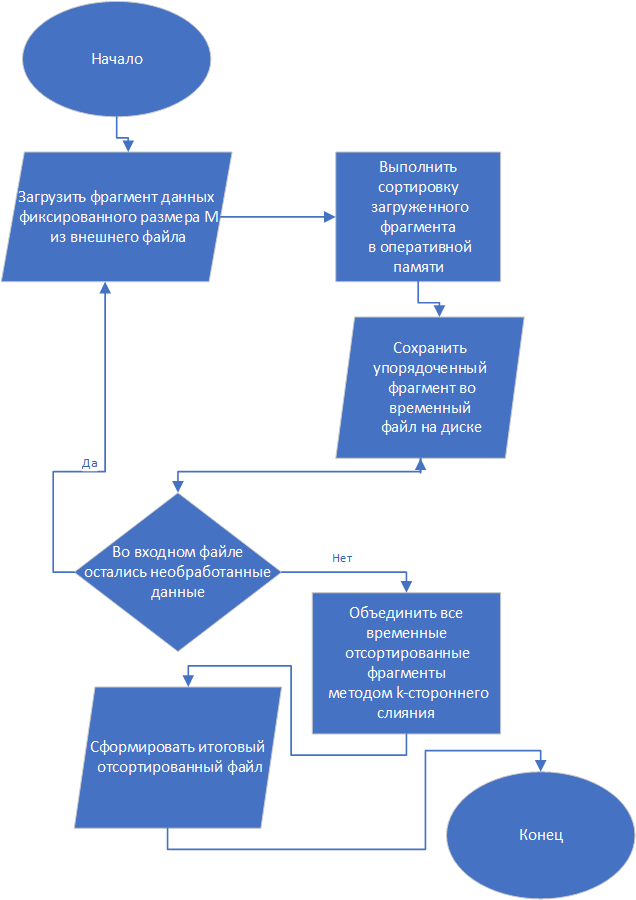 Начало
Загрузить фрагмент данных
фиксированного размера М
из внешнего файла
Выполнить
сортировку
загруженного
фрагмента
в оперативной
памяти
Сохранить
упорядоченный
фрагмент во
временный
файл на диске
Да
Во входном файле
остались необработанные
данные
Нет
Объединить все
временные
отсортированные
фрагменты
методом k-стороннего
слияния
Сформировать итоговый
отсортированный файл
Конец